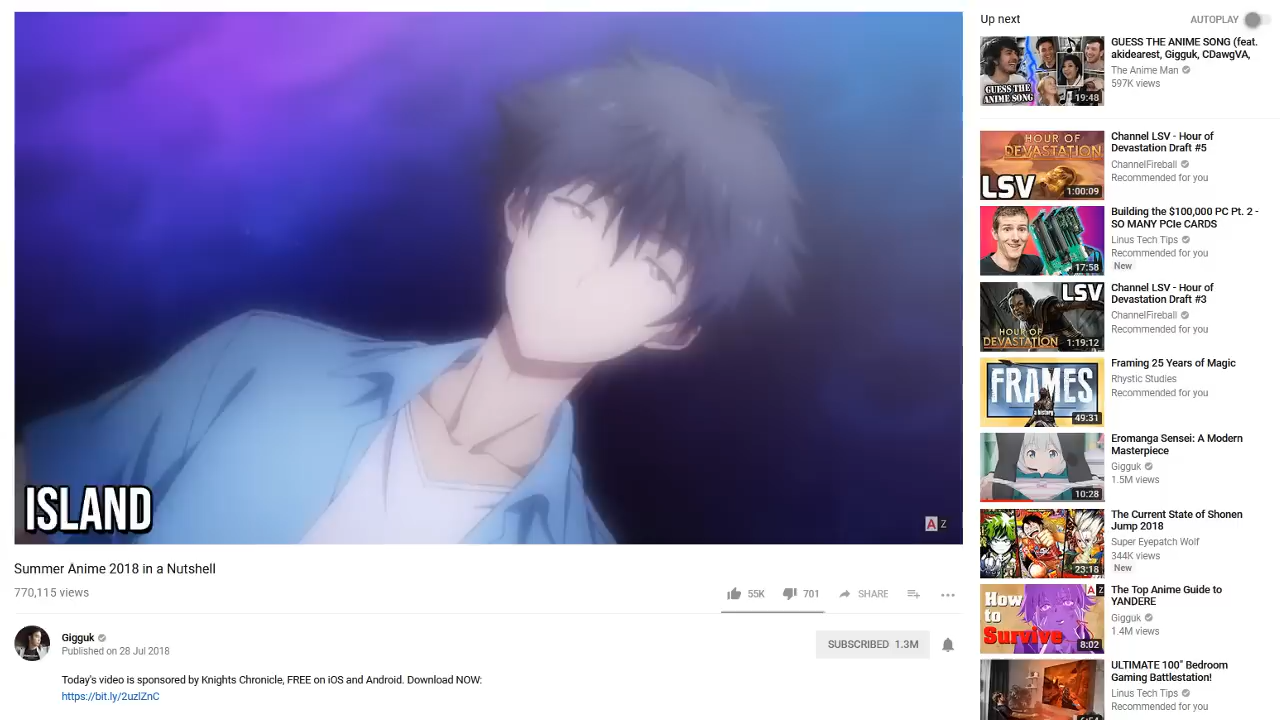 ISLAND
A Z
Summer Anime 2018 in a Nutshell
770,115 views
55K
701
SHARE
Gigguk
Published on 28 Jul 2018
SUBSCRIBED 1.3M
Today's video is sponsored by Knights Chronicle, FREE on iOS and Android. Download NOW:
https://bit.ly/2uzIZnC
Up next
AUTOPLAY
GUESS THE ANIME SONG
19:48
GUESS THE ANIME SONG (feat.
akidearest, Gigguk, CDawgVA,
The Anime Man
597K views
HOUR OF
DEVASTATION
LSV
1:00:09
Channel LSV - Hour of
Devastation Draft #5
ChannelFireball
Recommended for you
17:58
Building the $100,000 PC Pt. 2 -
SO MANY PCIe CARDS
Linus Tech Tips
Recommended for you
New
LSV
HOUR OF
DEVASTATION
1:19:12
Channel LSV - Hour of
Devastation Draft #3
ChannelFireball
Recommended for you
FRAMES
a history
49:31
Framing 25 Years of Magic
Rhystic Studies
Recommended for you
10:28
Eromanga Sensei: A Modern
Masterpiece
Gigguk
1.5M views
23:18
The Current State of Shonen
Jump 2018
Super Eyepatch Wolf
344K views
New
A Z
How
to
Survive
8:02
The Top Anime Guide to
YANDERE
Gigguk
1.4M views
ULTIMATE 100" Bedroom
Gaming Battlestation!
Linus Tech Tips
Recommended for you